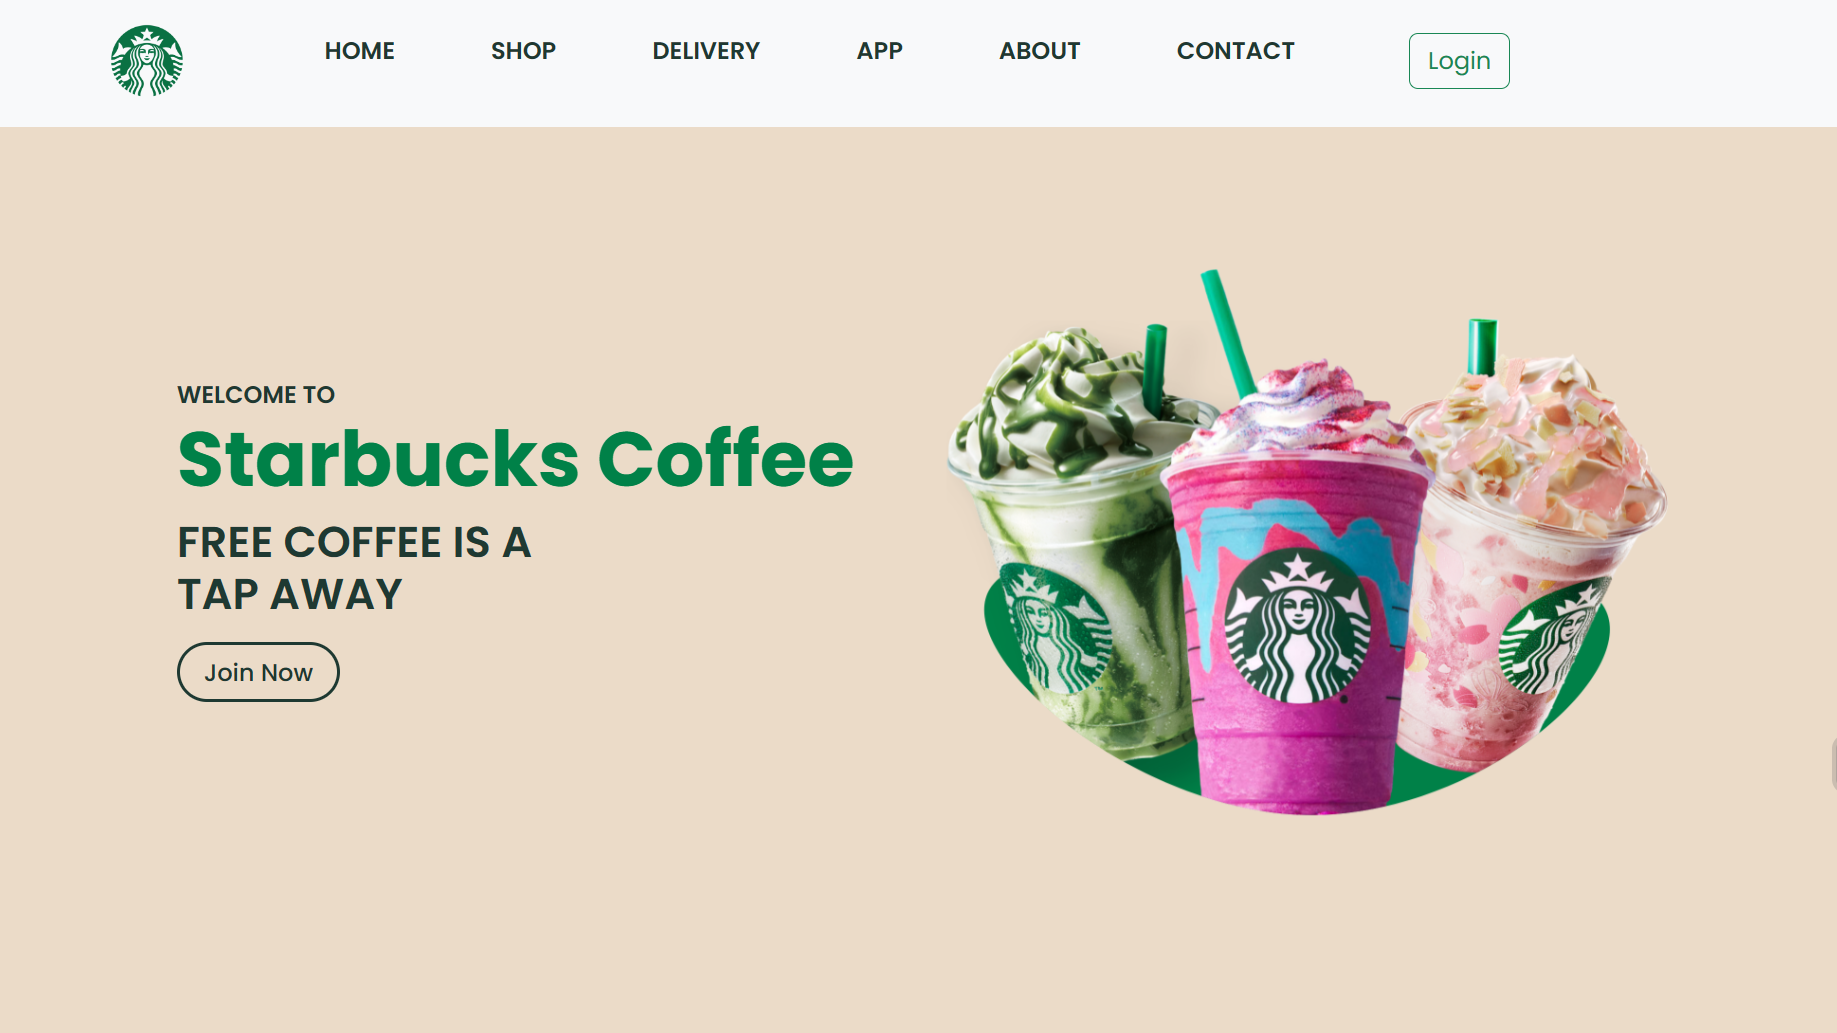 HOME SHOP DELIVERY APP ABOUT CONTACT Login
WELCOME TO
Starbucks Coffee
FREE COFFEE IS A
TAP AWAY
Join Now